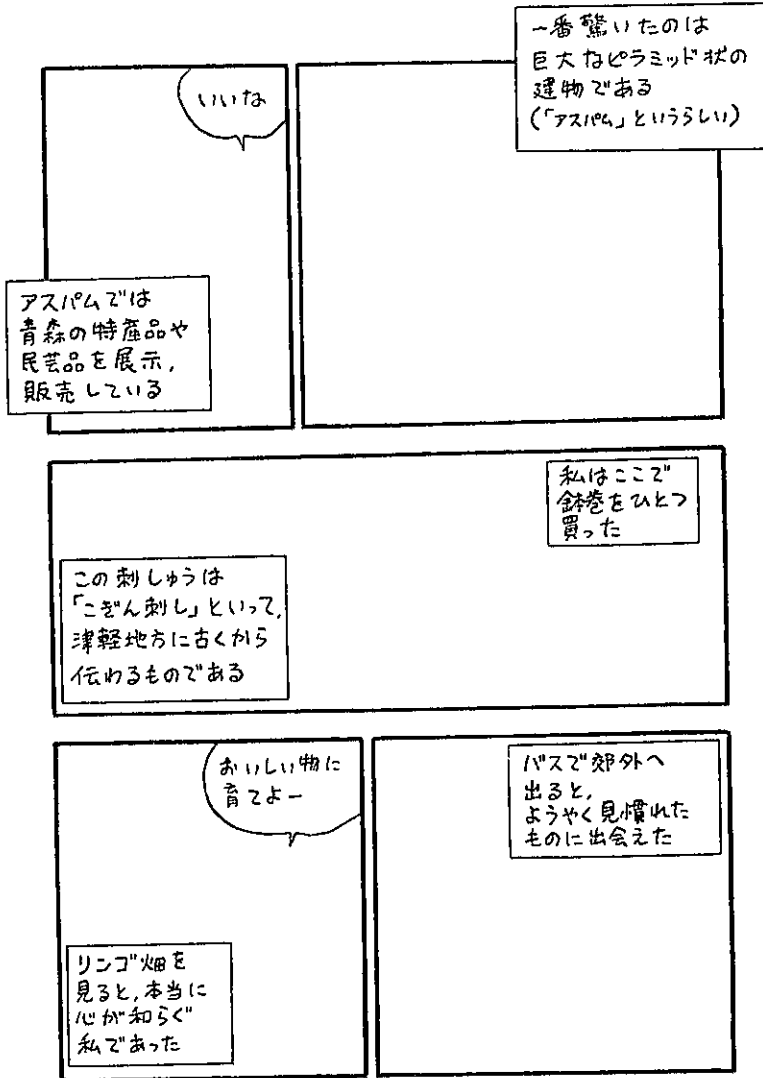 一番驚いたのは
巨大なピラミッド状の
建物である
(「アスパム」というらしい)
いいな
アスパムでは
青森の特産品や
民芸品を展示,
販売している
私はここで
鉢巻をひとつ
買った
この刺しゅうは
「こぎん刺し」といって,
津軽地方に古くから
伝わるものである
バスで郊外へ
出ると,
ようやく見慣れた
ものに出会えた
おいしい物に
育てよー
リンゴ畑を
見ると,本当に
心が和らぐ
私であった